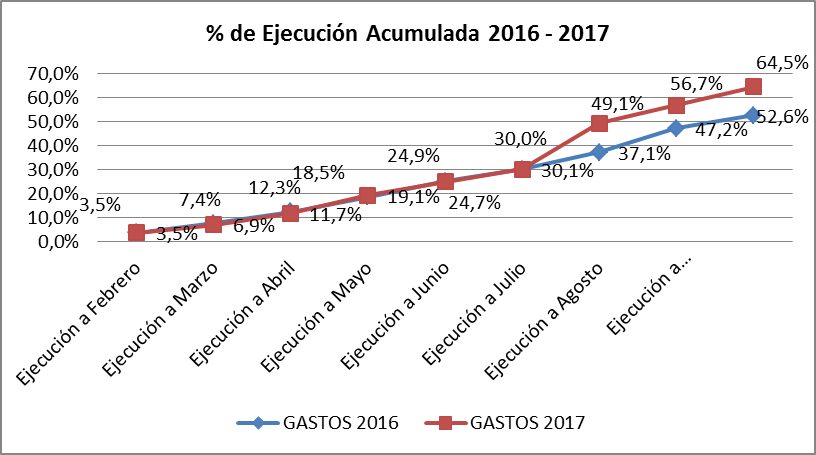 % de Ejecución Acumulada 2016 - 2017
70,0%
60,0%
50,0%
40,0%
30,0%
20,0%
10,0%
0,0%
3,5%
7,4%
12,3%
18,5%
24,9%
30,0%
49,1%
56,7%
64,5%
3,5%
6,9%
11,7%
19,1%
24,7%
30,1%
37,1%
47,2%
52,6%
Ejecución a Febrero
Ejecución a Marzo
Ejecución a Abril
Ejecución a Mayo
Ejecución a Junio
Ejecución a Julio
Ejecución a Agosto
Ejecución a...
GASTOS 2016
GASTOS 2017